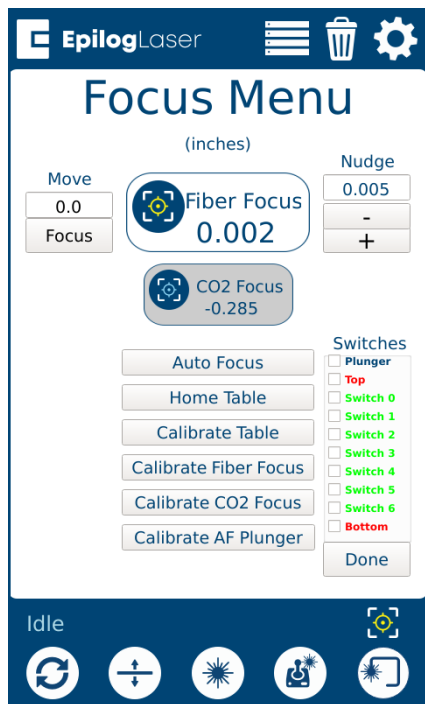 EpilogLaser
Focus Menu
(inches)
Move
0.0
Focus
Fiber Focus
0.002
Nudge
0.005
-
+
CO2 Focus
-0.285
Auto Focus
Home Table
Calibrate Table
Calibrate Fiber Focus
Calibrate CO2 Focus
Calibrate AF Plunger
Switches
Plunger
Top
Switch 0
Switch 1
Switch 2
Switch 3
Switch 4
Switch 5
Switch 6
Bottom
Done
Idle